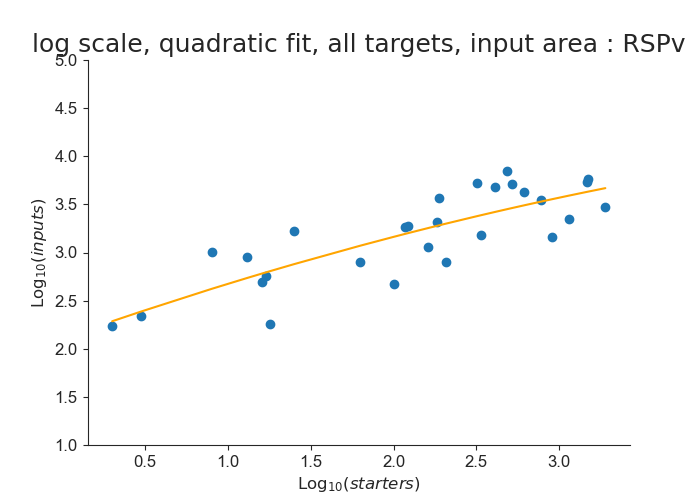 log scale, quadratic fit, all targets, input area : RSPv
5.0
4.5
4.0
3.5
3.0
2.5
2.0
1.5
1.0
Log₁₀(inputs)
0.5 1.0 1.5 2.0 2.5 3.0
Log₁₀(starters)